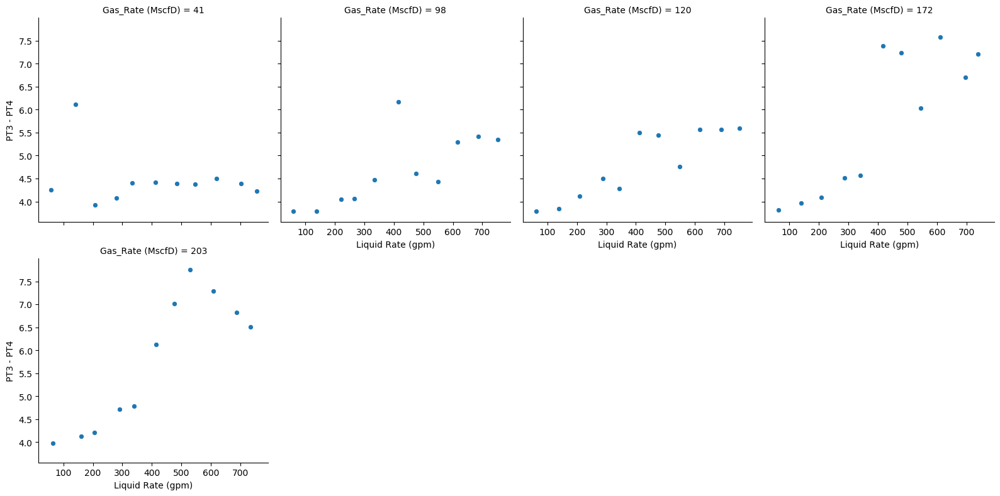 Gas_Rate (MscfD) = 41
Gas_Rate (MscfD) = 98
Gas_Rate (MscfD) = 120
Gas_Rate (MscfD) = 172
7.5
7.0
6.5
6.0
5.5
5.0
4.5
4.0
PT3 - PT4
100 200 300 400 500 600 700
Liquid Rate (gpm)
100 200 300 400 500 600 700
Liquid Rate (gpm)
100 200 300 400 500 600 700
Liquid Rate (gpm)
Gas_Rate (MscfD) = 203
7.5
7.0
6.5
6.0
5.5
5.0
4.5
4.0
PT3 - PT4
100 200 300 400 500 600 700
Liquid Rate (gpm)